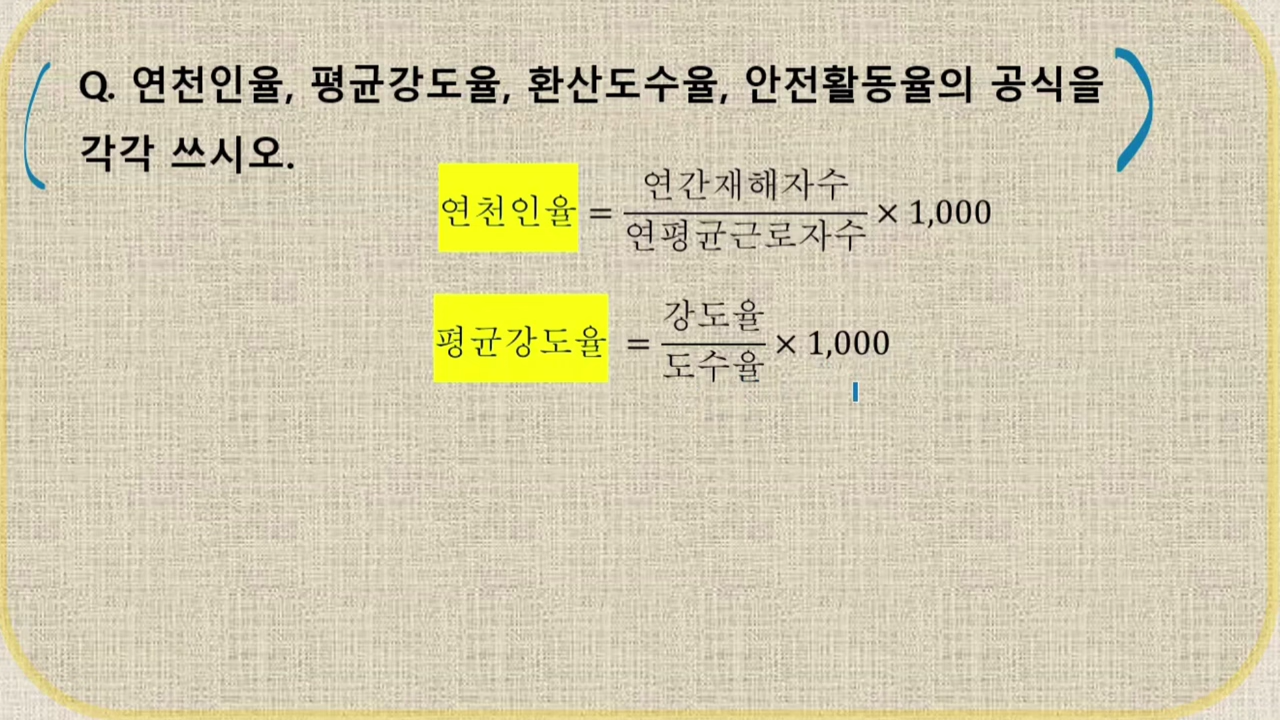 Q. 연천인율, 평균강도율, 환산도수율, 안전활동율의 공식을
각각 쓰시오.
연천인율 = 연간재해자수 / 연평균근로자수 × 1,000
평균강도율 = 강도율 / 도수율 × 1,000